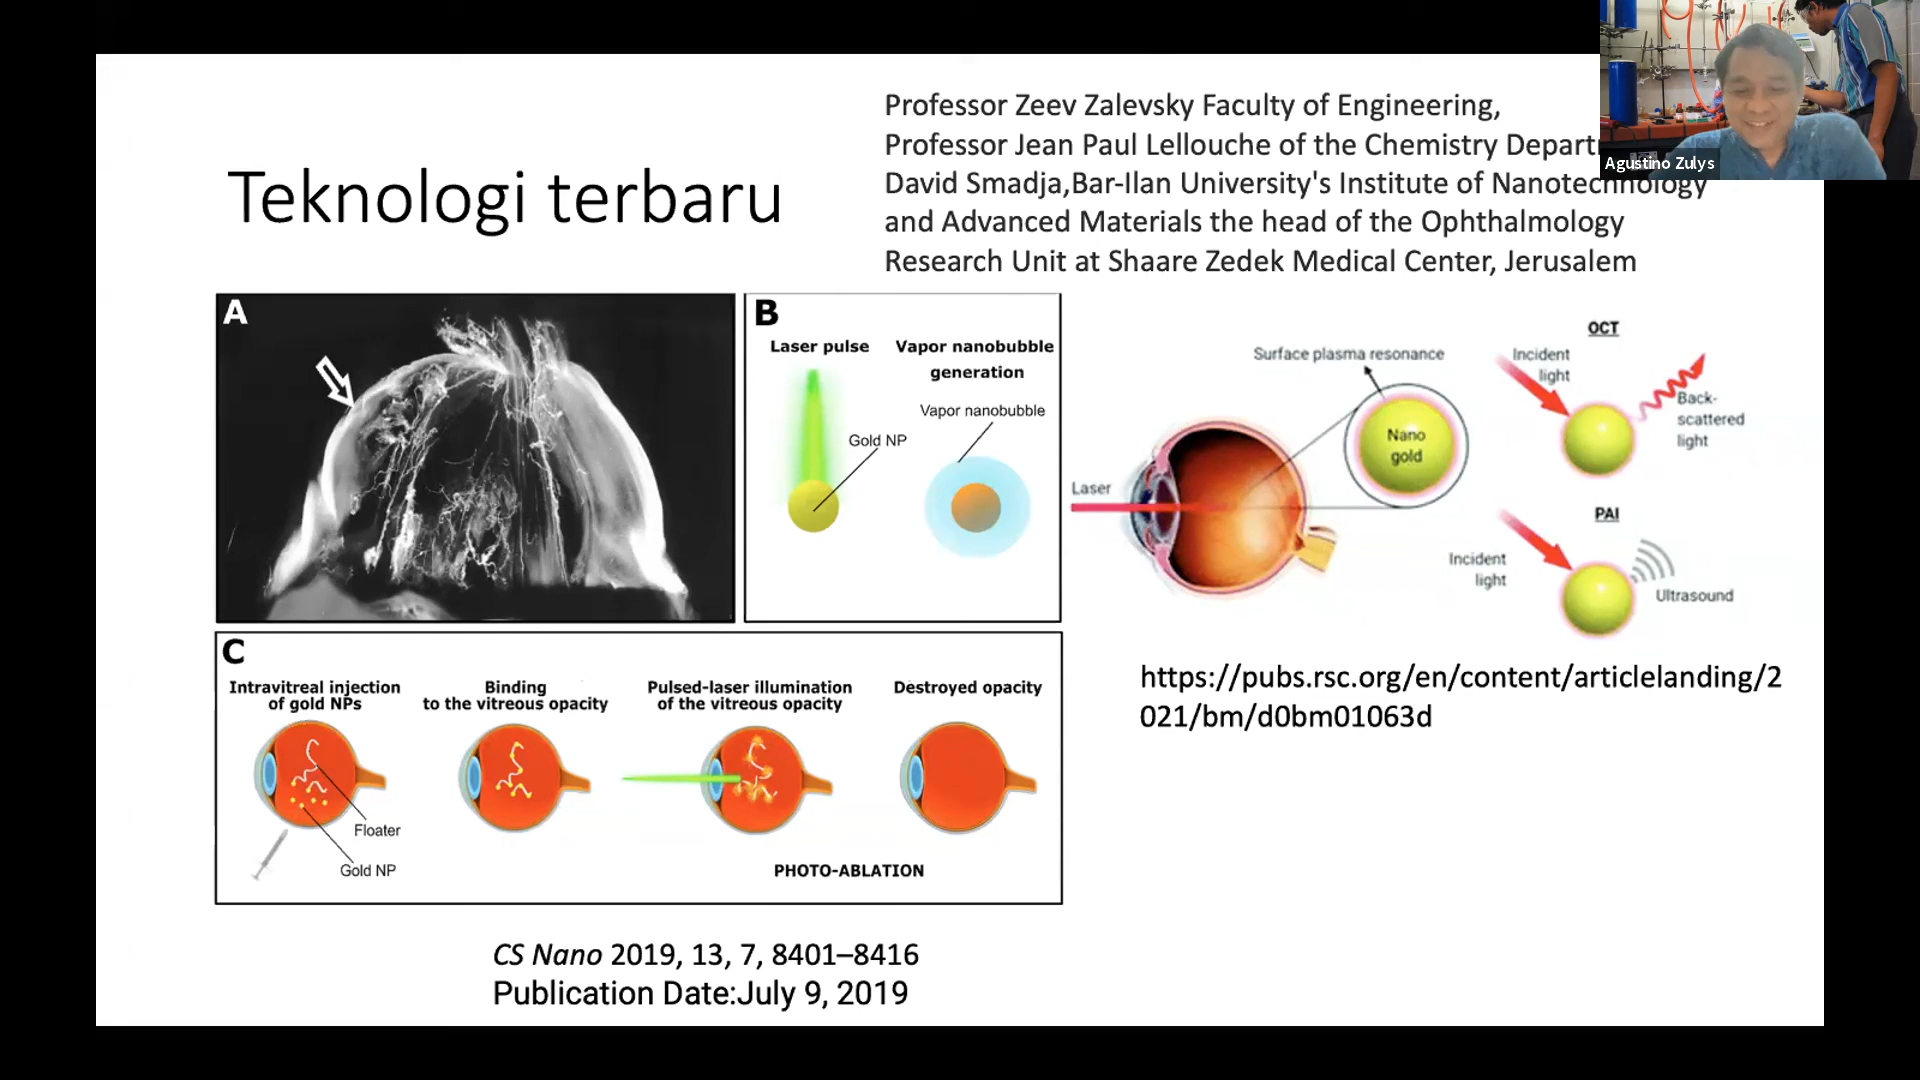 Professor Zeev Zalevsky Faculty of Engineering,
Professor Jean Paul Lellouche of the Chemistry
David Smadja,Bar-Ilan University's Institute of Nanotechnology
and Advanced Materials the head of the Ophthalmology
Research Unit at Shaare Zedek Medical Center, Jerusalem
Agustino Zulys
Teknologi terbaru
A
B
Laser pulse
Vapor nanobubble
generation
Vapor nanobubble
Gold NP
Surface plasma resonance
Nano
gold
Laser
OCT
Incident
light
Back-
scattered
light
PAI
Incident
light
Ultrasound
C
Intravitreal injection
of gold NPs
Binding
to the vitreous opacity
Pulsed-laser illumination
of the vitreous opacity
Destroyed opacity
Floater
Gold NP
PHOTO-ABLATION
https://pubs.rsc.org/en/content/articlelanding/2
021/bm/d0bm01063d
CS Nano 2019, 13, 7, 8401–8416
Publication Date:July 9, 2019